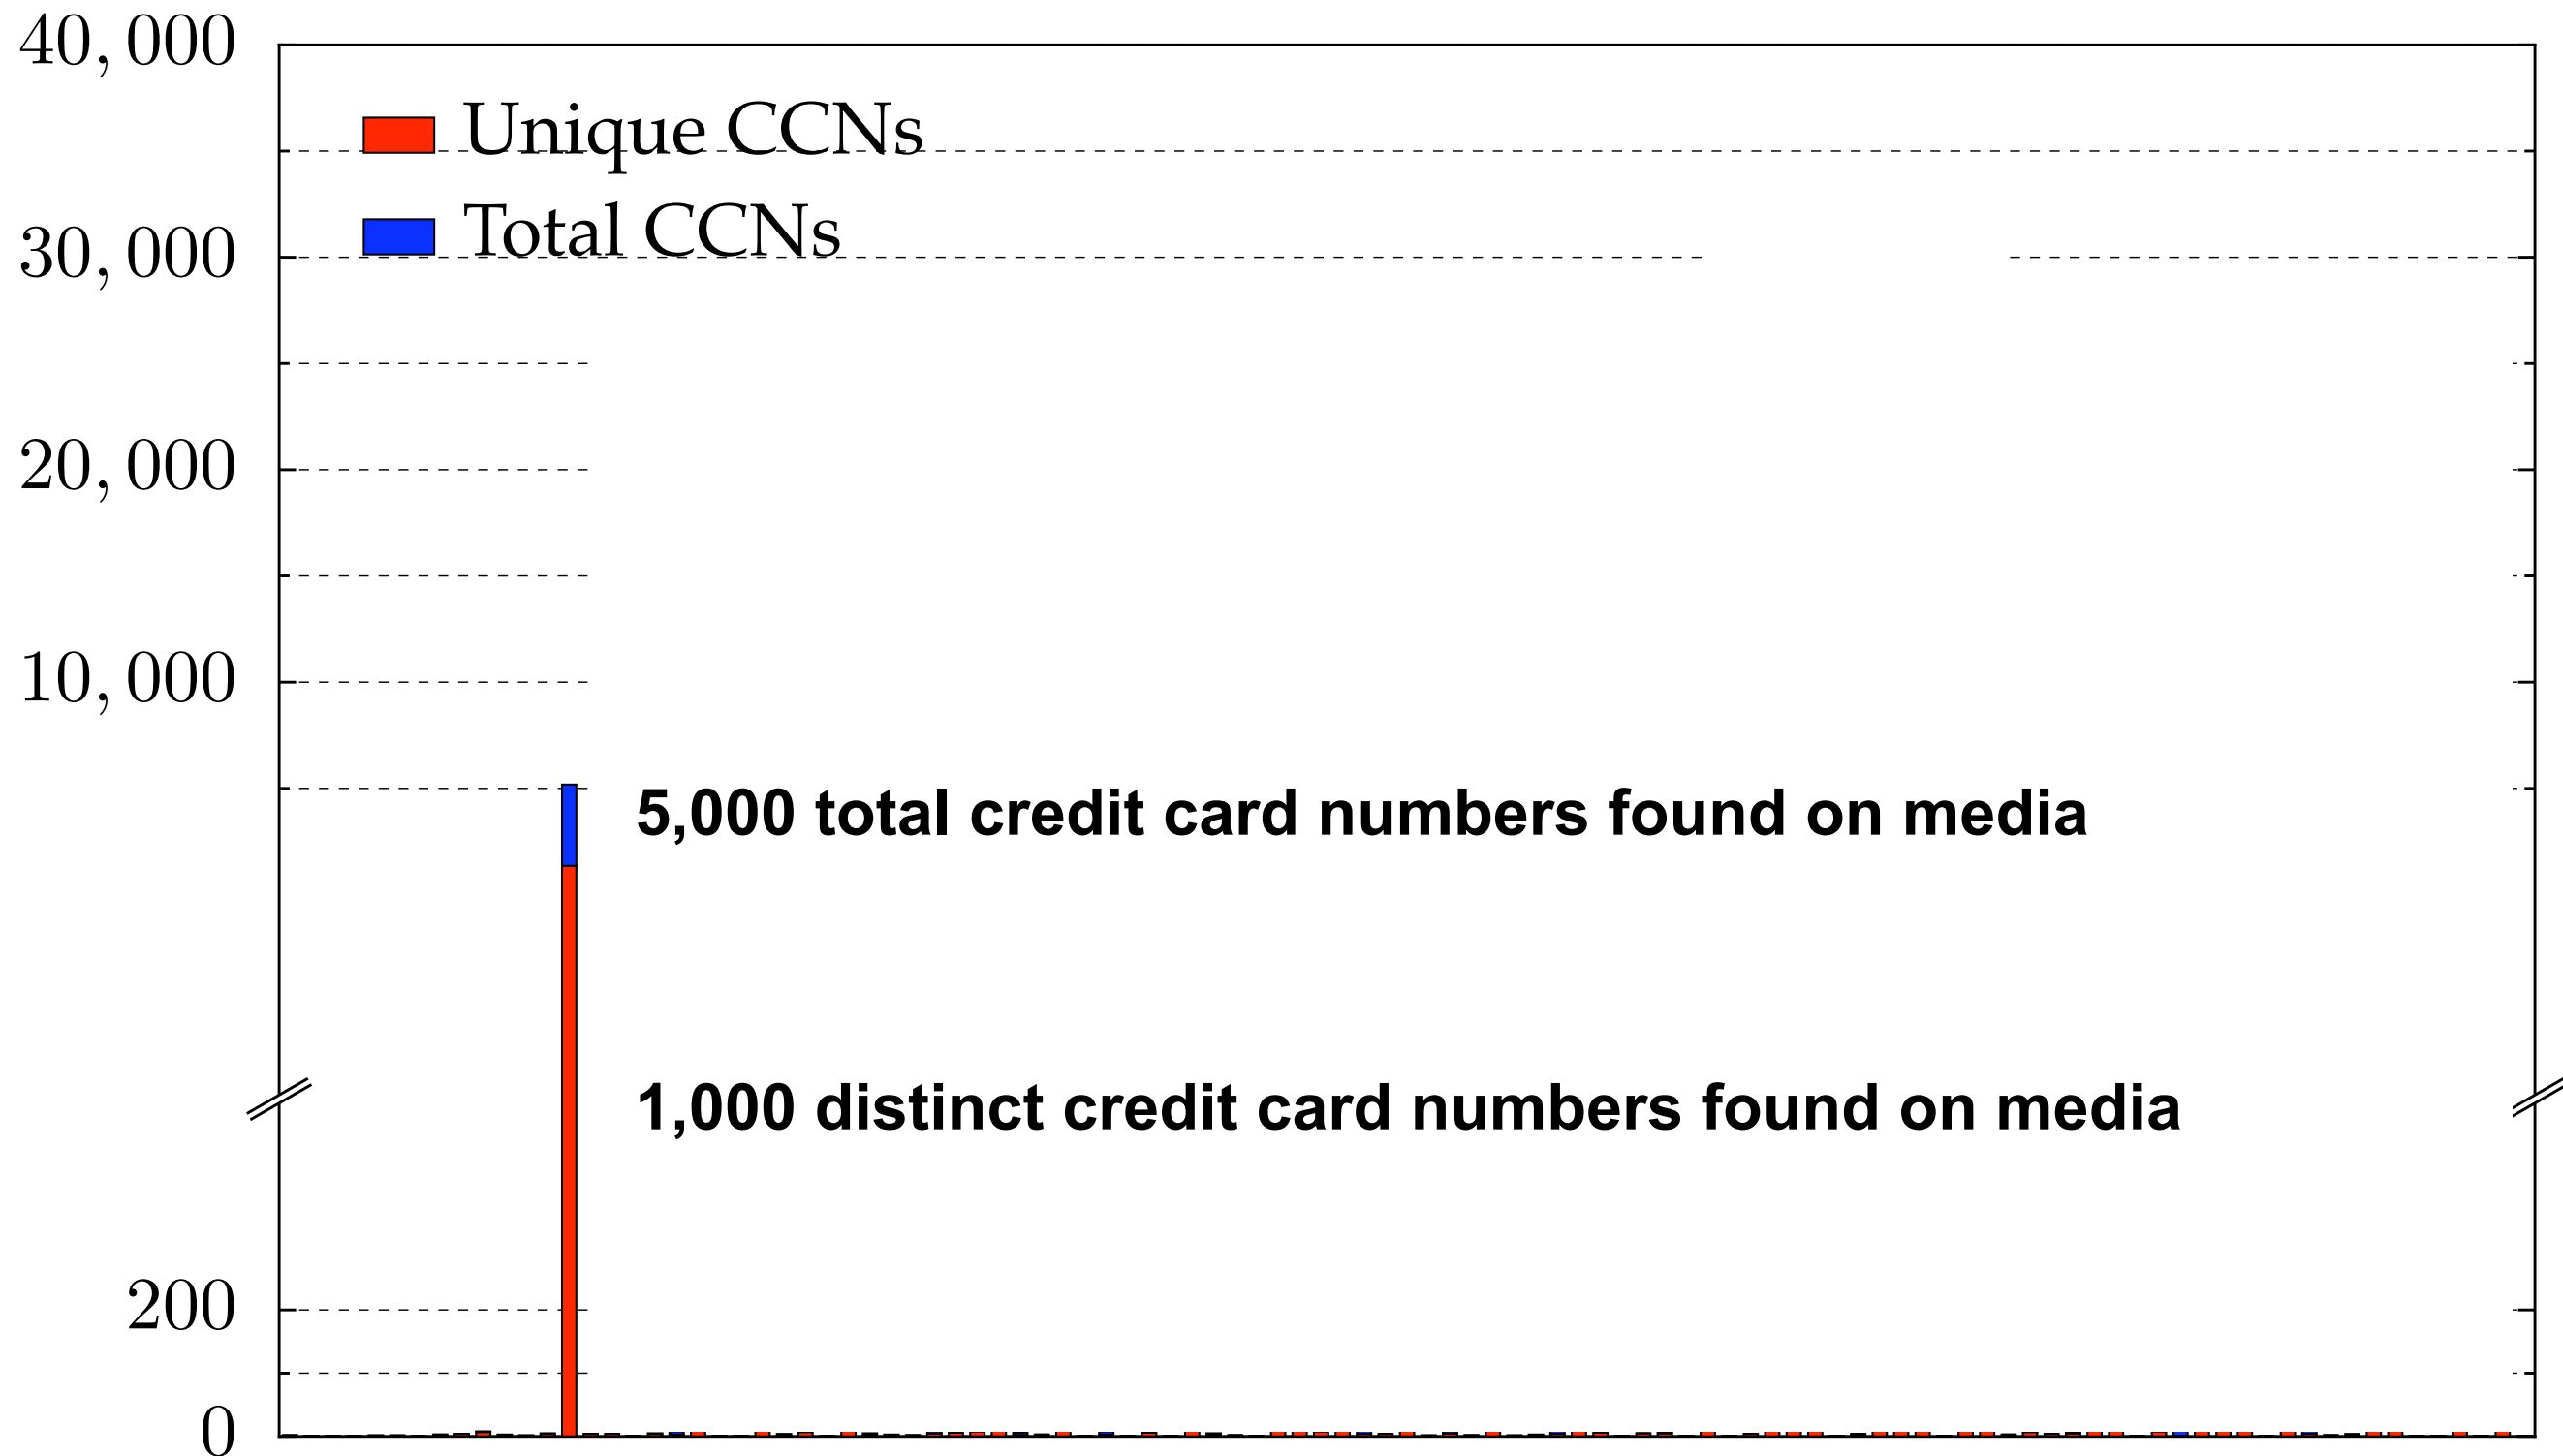 40,000
Unique CCNs
Total CCNs
30,000
20,000
10,000
5,000 total credit card numbers found on media
1,000 distinct credit card numbers found on media
200
0